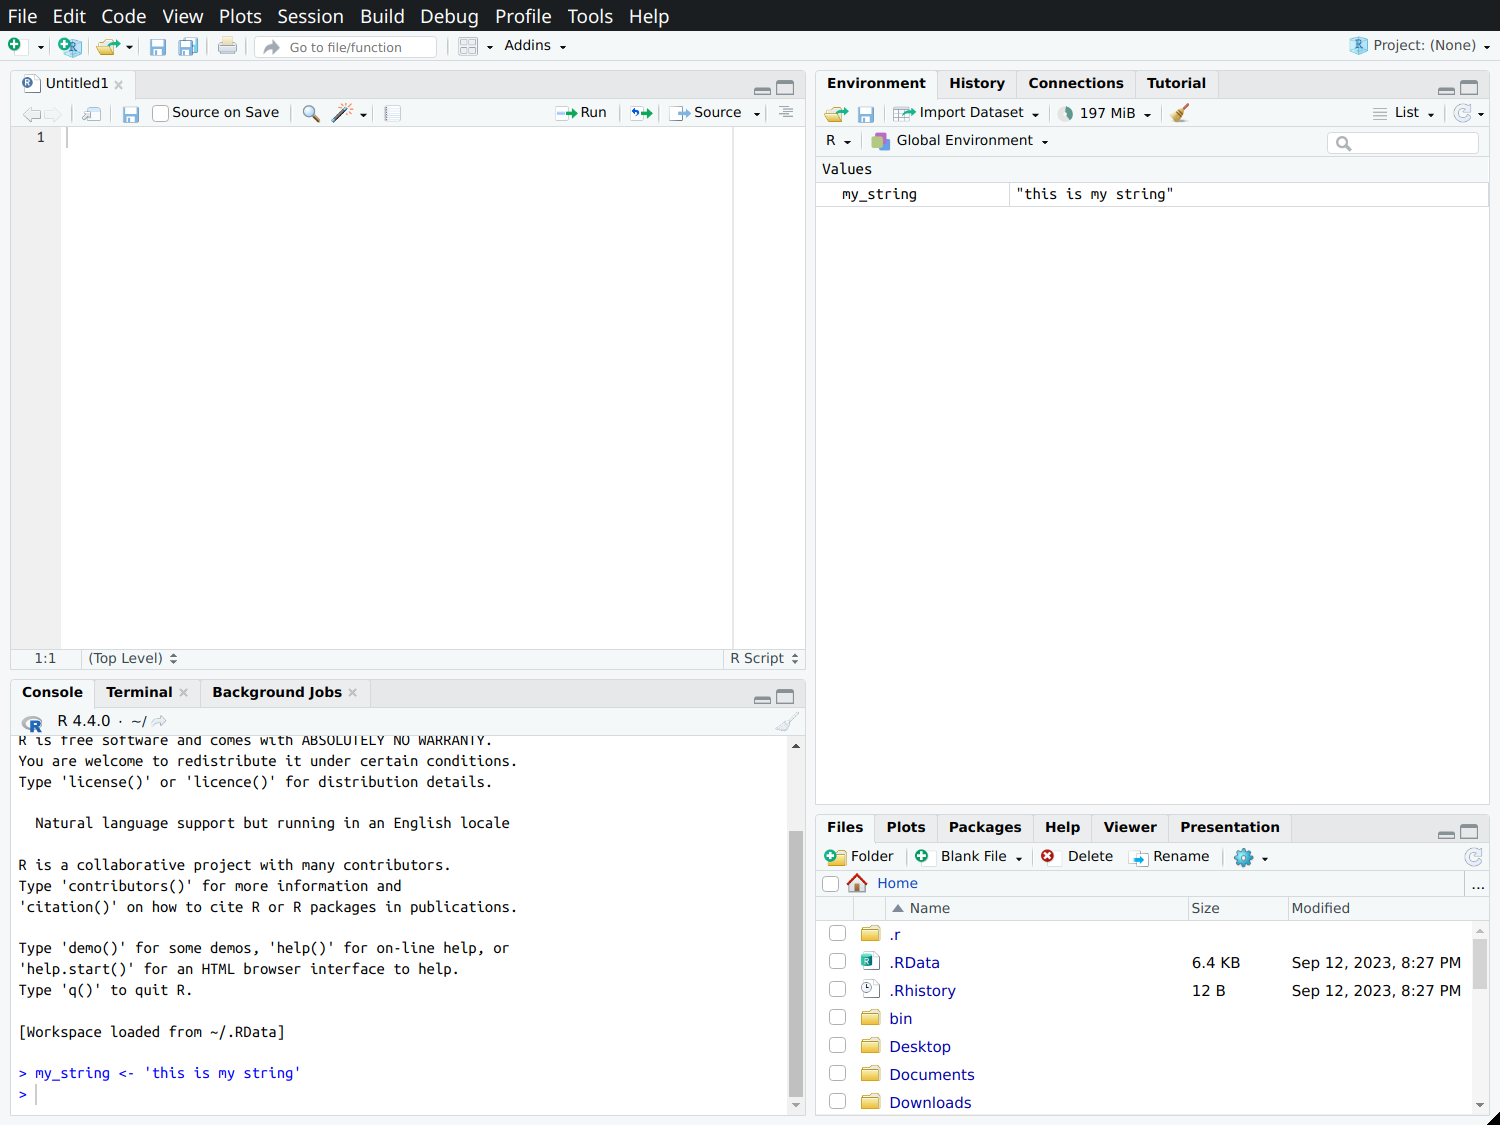 File Edit Code View Plots Session Build Debug Profile Tools Help
Go to file/function Addins Project: (None)
Untitled1
Source on Save Run Source
1
1:1 (Top Level) R Script
Console Terminal Background Jobs
R 4.4.0 · ~/
R is free software and comes with ABSOLUTELY NO WARRANTY.
You are welcome to redistribute it under certain conditions.
Type 'license()' or 'licence()' for distribution details.
Natural language support but running in an English locale
R is a collaborative project with many contributors.
Type 'contributors()' for more information and
'citation()' on how to cite R or R packages in publications.
Type 'demo()' for some demos, 'help()' for on-line help, or
'help.start()' for an HTML browser interface to help.
Type 'q()' to quit R.
[Workspace loaded from ~/.RData]
> my_string <- 'this is my string'
>
Environment History Connections Tutorial
Import Dataset 197 MiB List
R Global Environment
Values
my_string "this is my string"
Files Plots Packages Help Viewer Presentation
Folder Blank File Delete Rename
Home ...
Name Size Modified
.r
.RData 6.4 KB Sep 12, 2023, 8:27 PM
.Rhistory 12 B Sep 12, 2023, 8:27 PM
bin
Desktop
Documents
Downloads